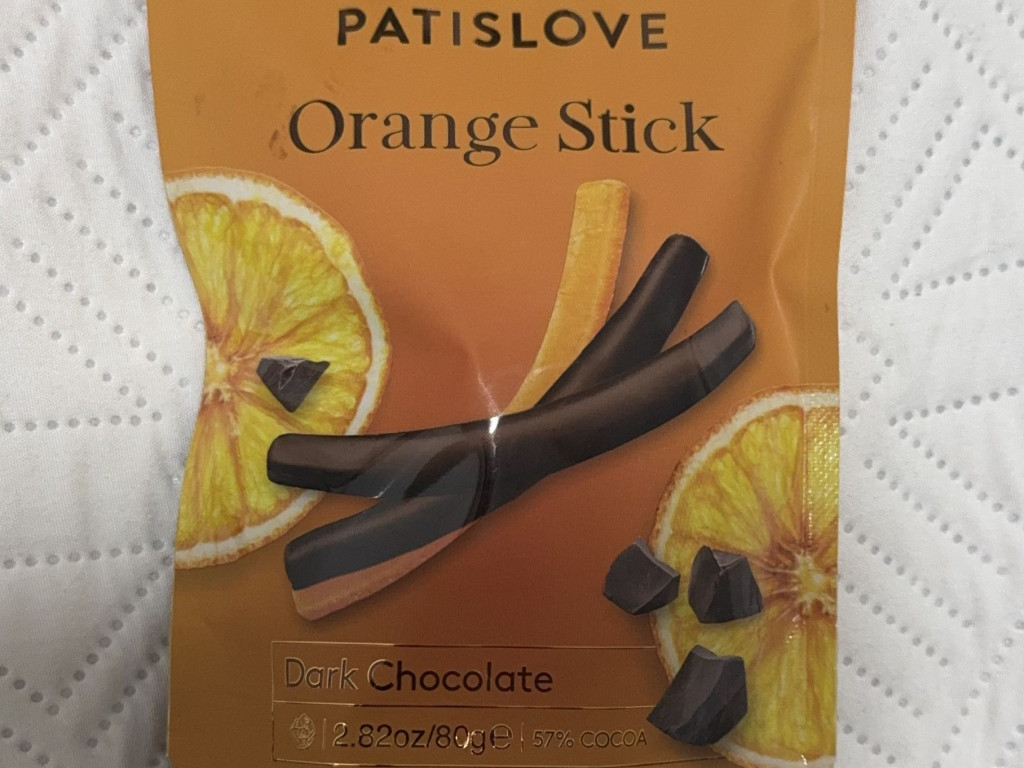 PATISLOVE
Orange Stick
Dark Chocolate
2.82oz/80g℮ | 57% COCOA